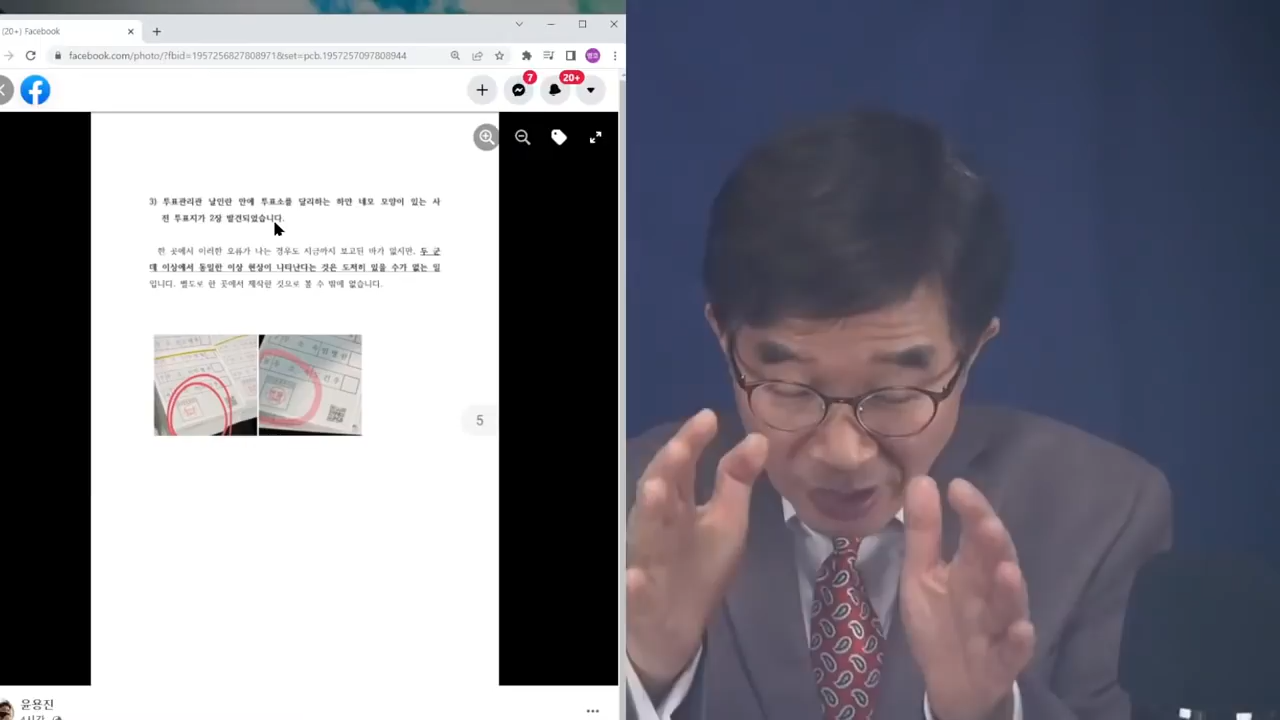 (20+) Facebook
facebook.com/photo/?fbid=1957256827808971&set=pcb.1957257097808944
7
20+
3) 투표관리관 날인란 안에 투표소를 달리하는 하얀 네모 모양이 있는 사
전 투표지가 2장 발견되었습니다.
한 곳에서 이러한 오류가 나는 경우도 지금까지 보고된 바가 없지만, 두 군
데 이상에서 동일한 이상 현상이 나타난다는 것은 도저히 있을 수가 없는 일
입니다. 별도로 한 곳에서 제작한 것으로 볼 수 밖에 없습니다.
5
윤용진
4시간